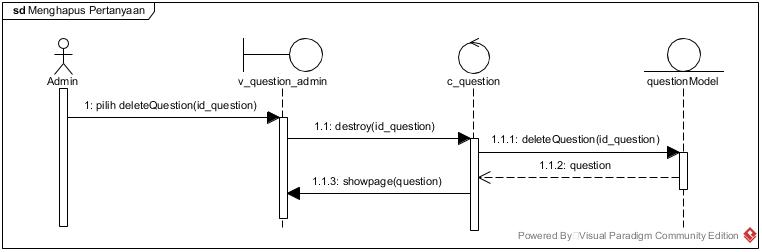 sd Menghapus Pertanyaan
Admin
v_question_admin
c_question
questionModel
1: pilih deleteQuestion(id_question)
1.1: destroy(id_question)
1.1.1: deleteQuestion(id_question)
1.1.2: question
1.1.3: showpage(question)
Powered By Visual Paradigm Community Edition